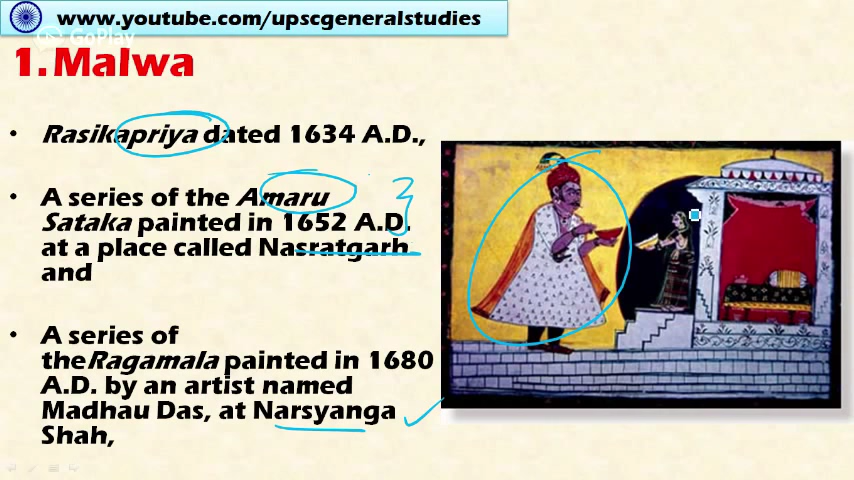 www.youtube.com/upscgeneralstudies
GoPlay
1.Malwa
• Rasikapriya dated 1634 A.D.,
• A series of the Amaru
Sataka painted in 1652 A.D.
at a place called Nasratgarh
and
• A series of
theRagamala painted in 1680
A.D. by an artist named
Madhau Das, at Narsyanga
Shah,